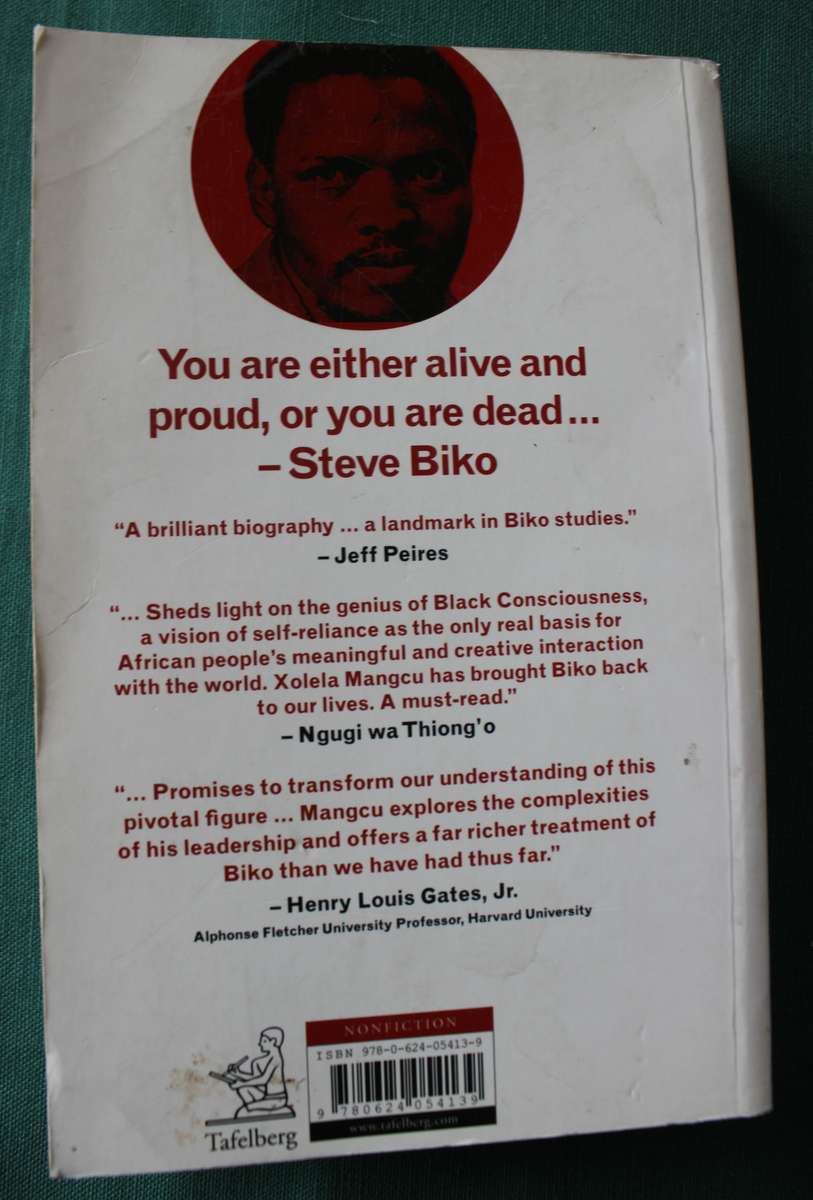 You are either alive and
proud, or you are dead ...
– Steve Biko
“A brilliant biography ... a landmark in Biko studies.”
– Jeff Peires
“... Sheds light on the genius of Black Consciousness,
a vision of self-reliance as the only real basis for
African people’s meaningful and creative interaction
with the world. Xolela Mangcu has brought Biko back
to our lives. A must-read.”
– Ngugi wa Thiong’o
“... Promises to transform our understanding of this
pivotal figure ... Mangcu explores the complexities
of his leadership and offers a far richer treatment of
Biko than we have had thus far.”
– Henry Louis Gates, Jr.
Alphonse Fletcher University Professor, Harvard University
NONFICTION
ISBN 978-0-624-05413-9
9 780624 054139
www.tafelberg.com
Tafelberg